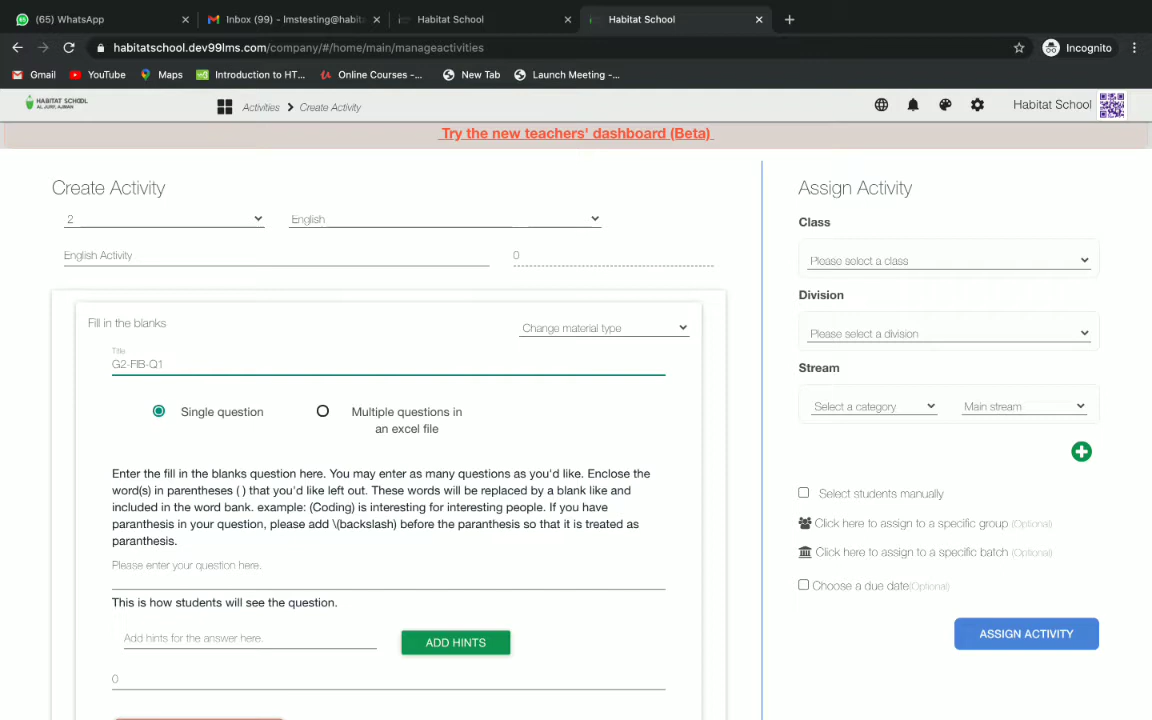 (65) WhatsApp
Inbox (99) - lmstesting@habita
Habitat School
Habitat School
habitatschool.dev99lms.com/company/#/home/main/manageactivities
Incognito
Gmail
YouTube
Maps
Introduction to HT...
Online Courses -...
New Tab
Launch Meeting -...
HABITAT SCHOOL
AL JURF, AJMAN
Activities
Create Activity
Habitat School
Try the new teachers' dashboard (Beta)
Create Activity
2
English
English Activity
0
Fill in the blanks
Change material type
Title
G2-FIB-Q1
Single question
Multiple questions in
an excel file
Enter the fill in the blanks question here. You may enter as many questions as you'd like. Enclose the
word(s) in parentheses ( ) that you'd like left out. These words will be replaced by a blank like and
included in the word bank. example: (Coding) is interesting for interesting people. If you have
paranthesis in your question, please add \(backslash) before the paranthesis so that it is treated as
paranthesis.
Please enter your question here.
This is how students will see the question.
Add hints for the answer here.
ADD HINTS
0
Assign Activity
Class
Please select a class
Division
Please select a division
Stream
Select a category
Main stream
Select students manually
Click here to assign to a specific group (Optional)
Click here to assign to a specific batch (Optional)
Choose a due date(Optional)
ASSIGN ACTIVITY